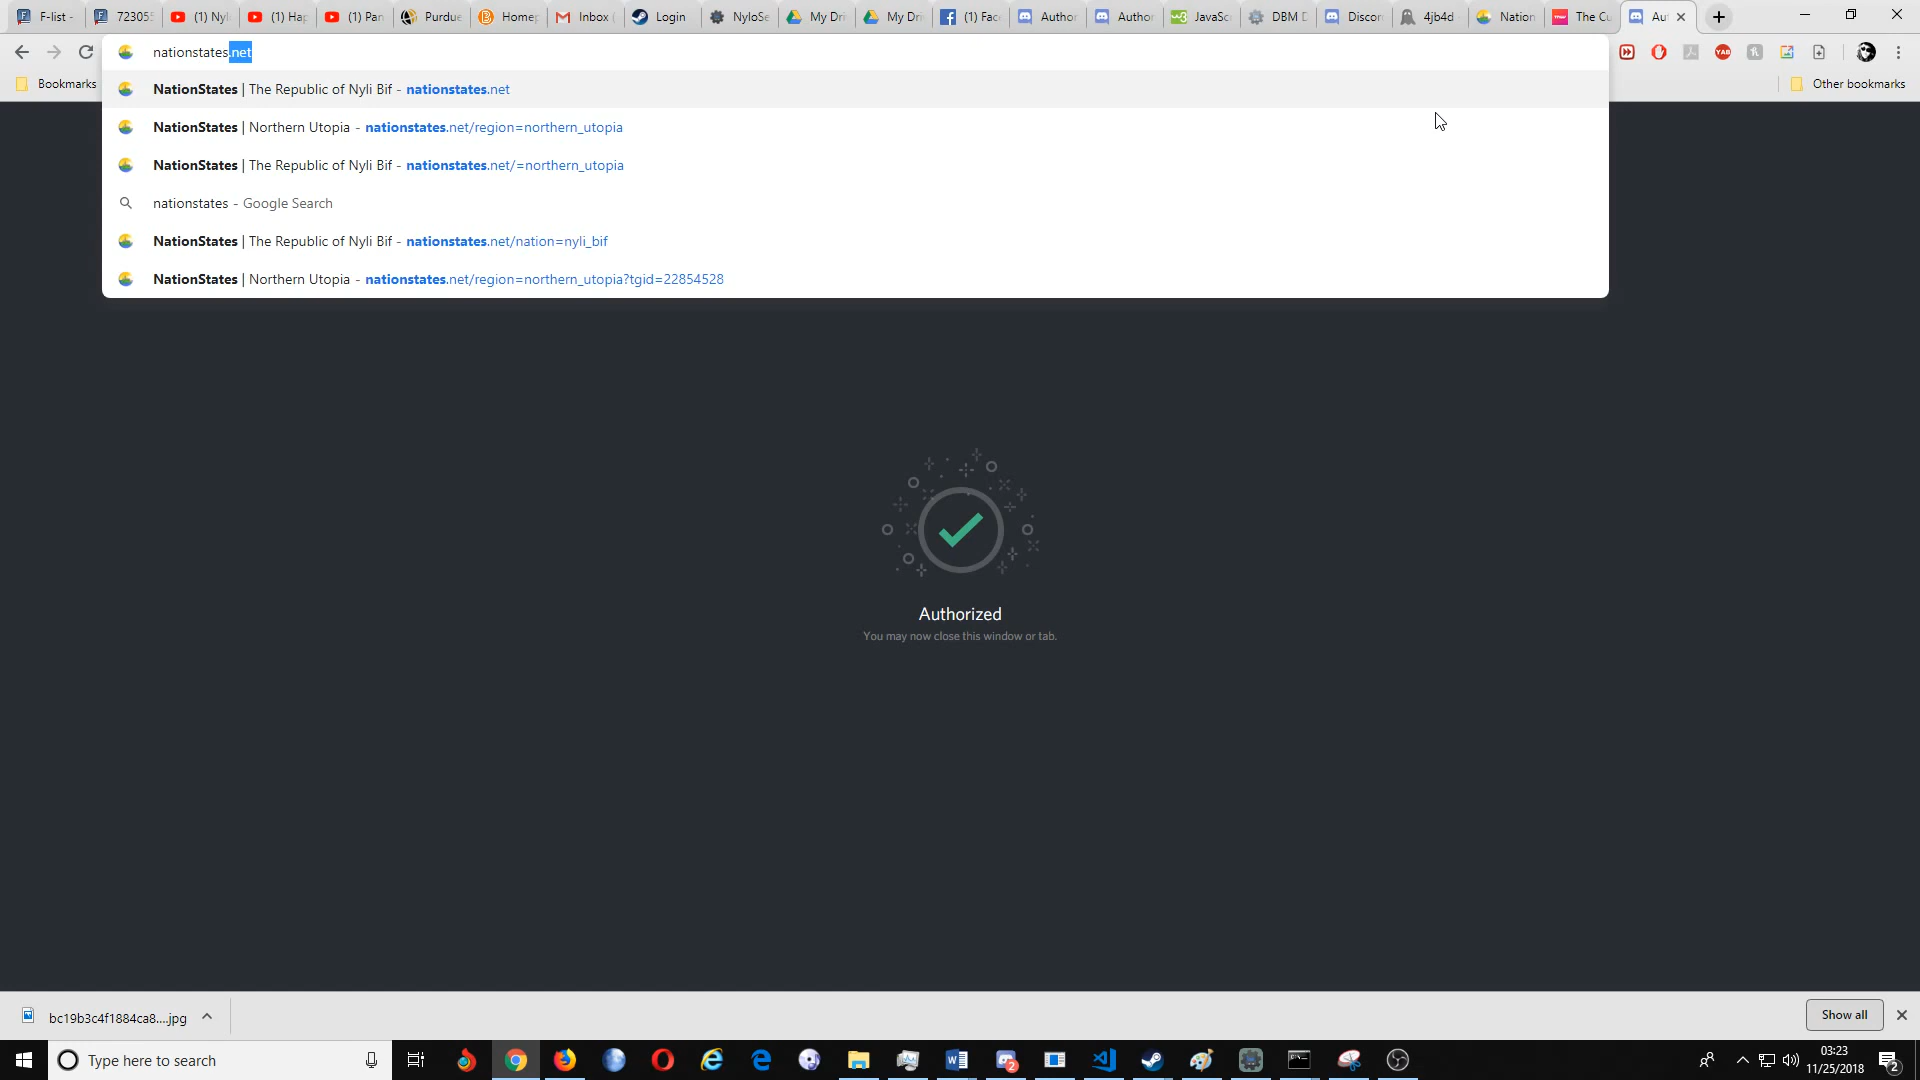 F-list -
72305
(1) Nyl
(1) Hap
(1) Pan
Purdue
Homep
Inbox (
Login
NyloSe
My Dri
My Dri
(1) Face
Author
Author
JavaSc
DBM D
Discord
4jb4d
Nation
The Cu
Aut
nationstates.net
Bookmarks
Other bookmarks
NationStates | The Republic of Nyli Bif - nationstates.net
NationStates | Northern Utopia - nationstates.net/region=northern_utopia
NationStates | The Republic of Nyli Bif - nationstates.net/=northern_utopia
nationstates - Google Search
NationStates | The Republic of Nyli Bif - nationstates.net/nation=nyli_bif
NationStates | Northern Utopia - nationstates.net/region=northern_utopia?tgid=22854528
Authorized
You may now close this window or tab.
bc19b3c4f1884ca8....jpg
Show all
Type here to search
03:23
11/25/2018
2
2